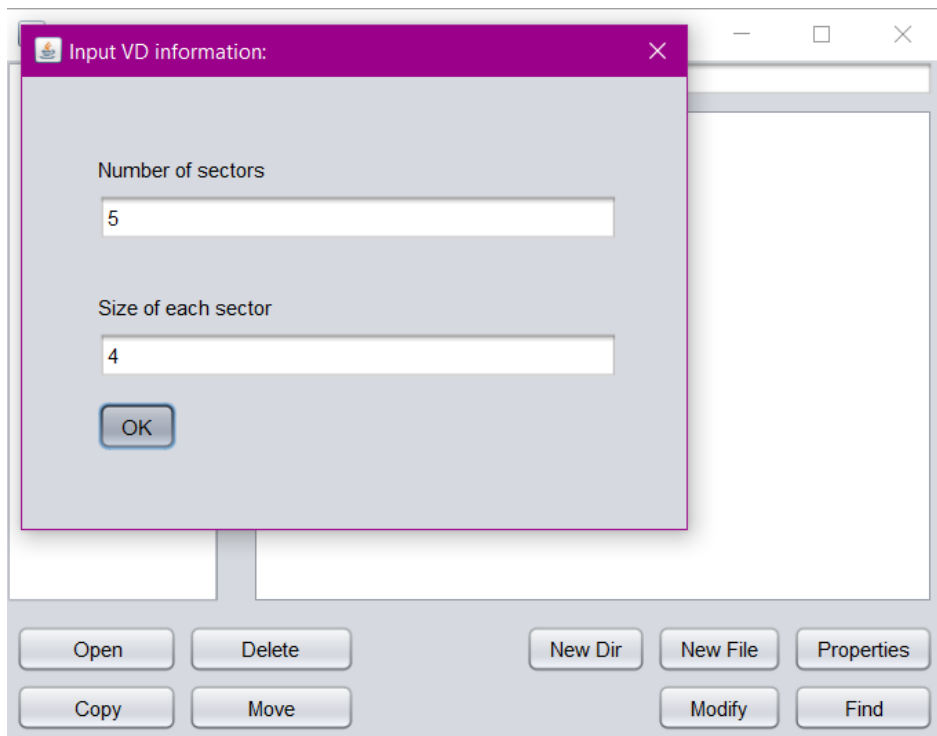 Input VD information:
Number of sectors
5
Size of each sector
4
OK
Open Delete New Dir New File Properties
Copy Move Modify Find